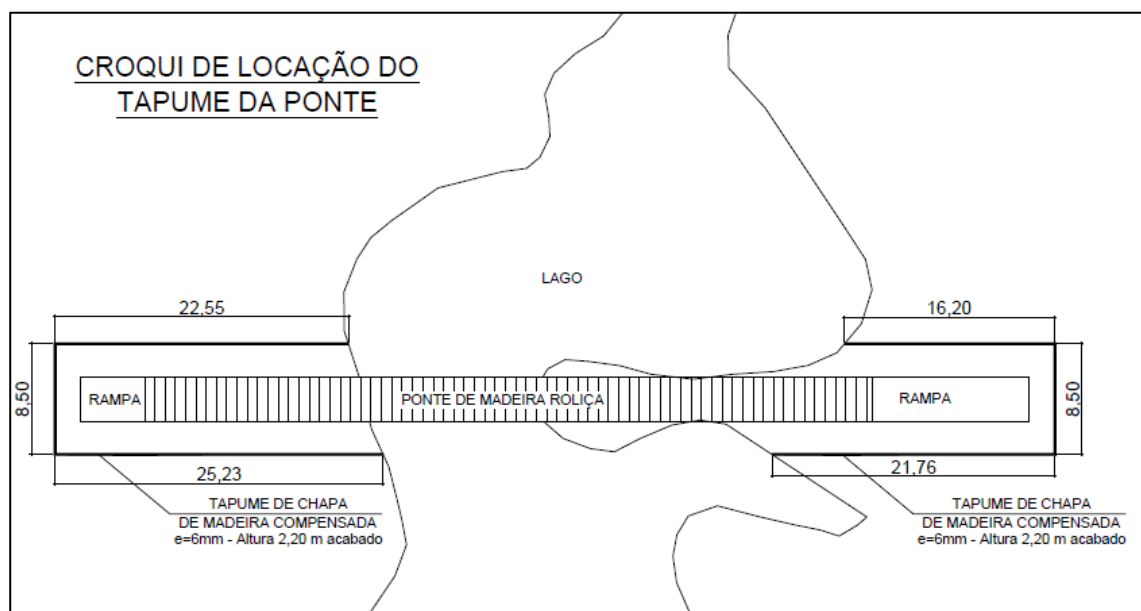 CROQUI DE LOCAÇÃO DO
TAPUME DA PONTE
LAGO
22,55
16,20
8,50
RAMPA
PONTE DE MADEIRA ROLIÇA
RAMPA
8,50
25,23
21,76
TAPUME DE CHAPA
DE MADEIRA COMPENSADA
e=6mm - Altura 2,20 m acabado
TAPUME DE CHAPA
DE MADEIRA COMPENSADA
e=6mm - Altura 2,20 m acabado